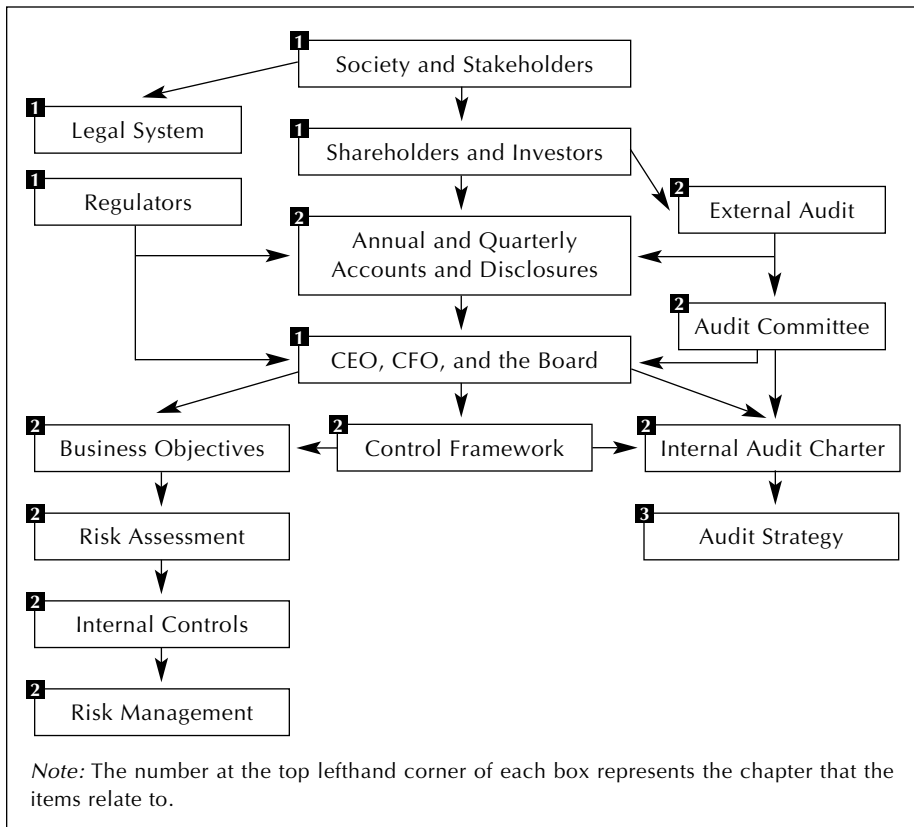 1
Society and Stakeholders
1
Legal System
1
Shareholders and Investors
1
Regulators
2
External Audit
2
Annual and Quarterly
Accounts and Disclosures
2
Audit Committee
1
CEO, CFO, and the Board
2
Business Objectives
2
Control Framework
2
Internal Audit Charter
2
Risk Assessment
3
Audit Strategy
2
Internal Controls
2
Risk Management
Note: The number at the top lefthand corner of each box represents the chapter that the
items relate to.